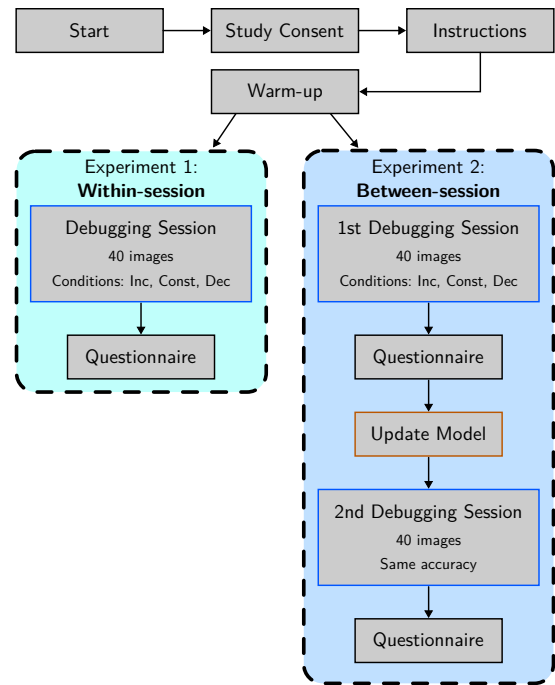 Start
Study Consent
Instructions
Warm-up
Experiment 1:
Within-session
Debugging Session
40 images
Conditions: Inc, Const, Dec
Questionnaire
Experiment 2:
Between-session
1st Debugging Session
40 images
Conditions: Inc, Const, Dec
Questionnaire
Update Model
2nd Debugging Session
40 images
Same accuracy
Questionnaire